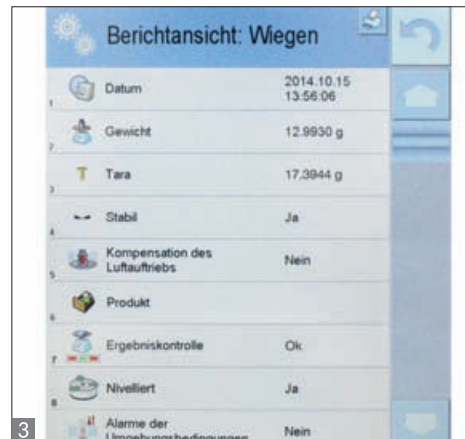 Berichtansicht: Wiegen
1 Datum 2014.10.15
13:56:06
2 Gewicht 12.9930 g
3 Tara 17,3944 g
4 Stabil Ja
5 Kompensation des
Luftauftriebs Nein
6 Produkt
7 Ergebniskontrolle Ok
8 Nivelliert Ja
Alarme der
Umgebungsbedingungen Nein
3